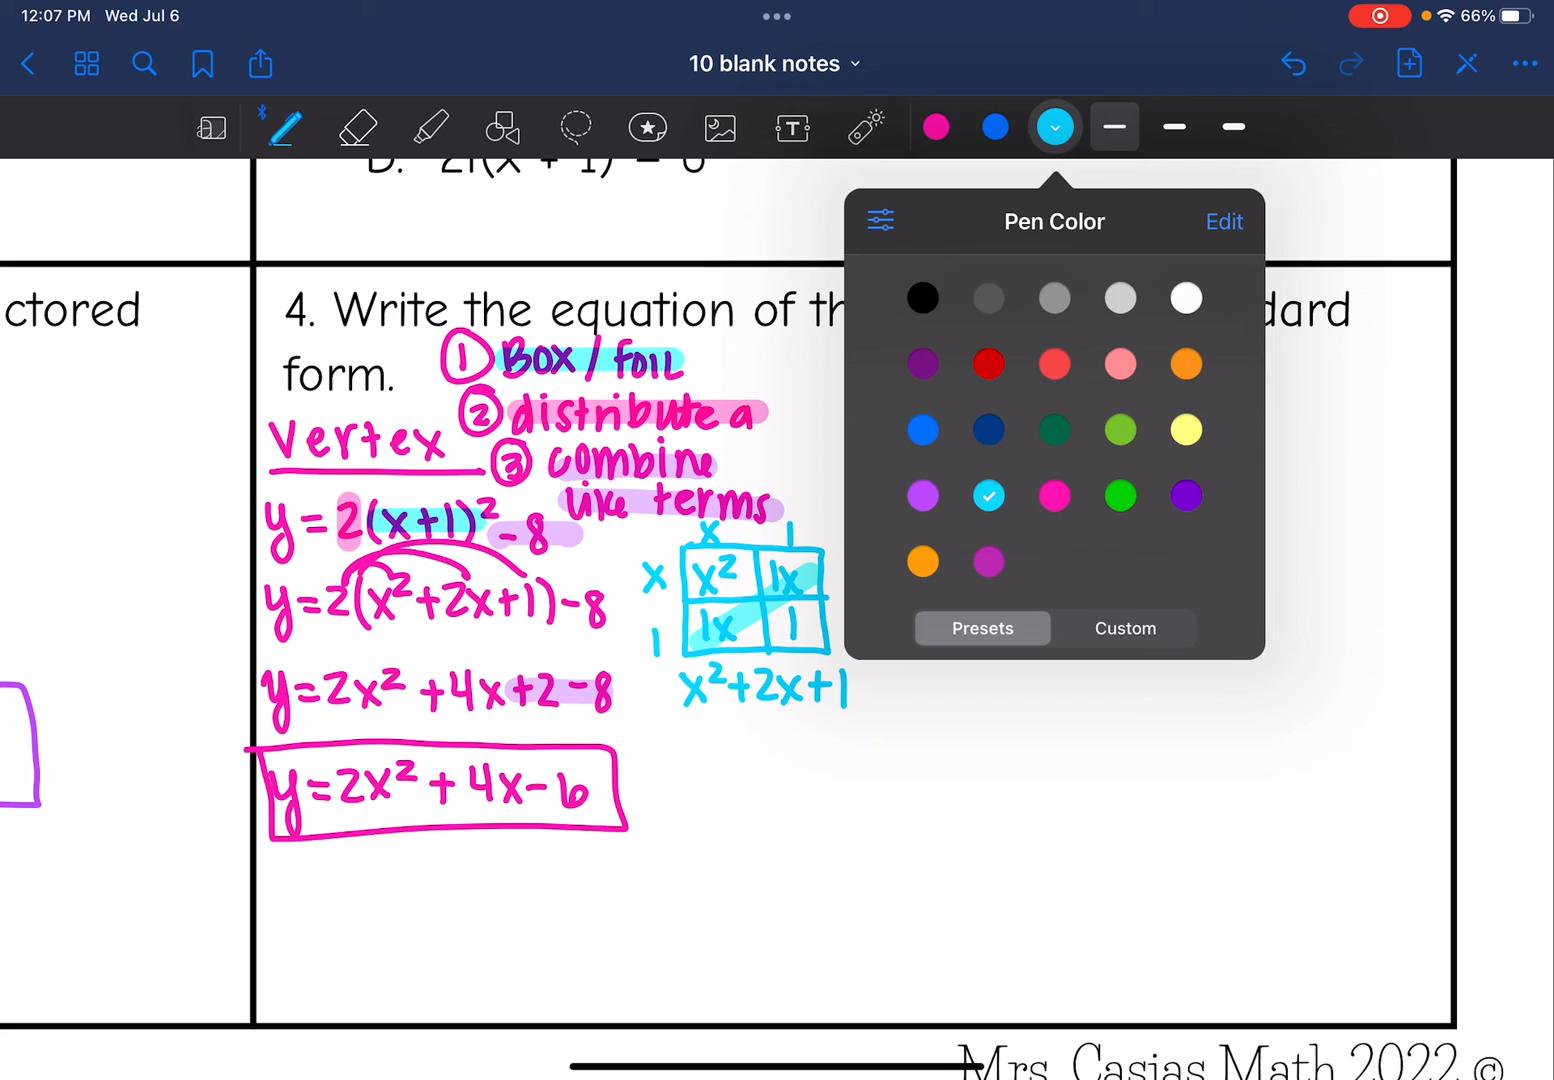 12:07 PM Wed Jul 6
66%
10 blank notes
T
Pen Color
Edit
ctored
4. Write the equation of th
dard
form.
① Box / foil
② distribute a
Vertex
③ combine
like terms
y = 2(x+1)² - 8
x 1
x x² 1x
y=2(x²+2x+1)-8
1 1x 1
Presets
Custom
y=2x² +4x+2-8
x²+2x+1
y=2x² + 4x-6
Mrs. Casias Math 2022 ©